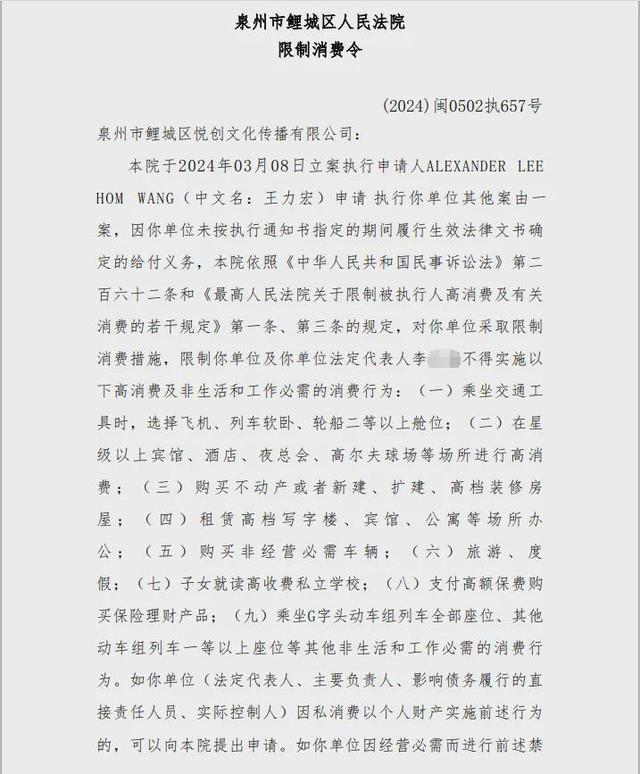 泉州市鲤城区人民法院
限制消费令
(2024)闽0502执657号
泉州市鲤城区悦创文化传播有限公司：
本院于2024年03月08日立案执行申请人ALEXANDER LEE
HOM WANG（中文名：王力宏）申请 执行你单位其他案由一
案，因你单位未按执行通知书指定的期间履行生效法律文书确
定的给付义务，本院依照《中华人民共和国民事诉讼法》第二
百六十二条和《最高人民法院关于限制被执行人高消费及有关
消费的若干规定》第一条、第三条的规定，对你单位采取限制
消费措施，限制你单位及你单位法定代表人李不得实施以
下高消费及非生活和工作必需的消费行为：（一）乘坐交通工
具时，选择飞机、列车软卧、轮船二等以上舱位；（二）在星
级以上宾馆、酒店、夜总会、高尔夫球场等场所进行高消
费；（三）购买不动产或者新建、扩建、高档装修房
屋；（四）租赁高档写字楼、宾馆、公寓等场所办
公；（五）购买非经营必需车辆；（六）旅游、度
假；（七）子女就读高收费私立学校；（八）支付高额保费购
买保险理财产品；（九）乘坐G字头动车组列车全部座位、其他
动车组列车一等以上座位等其他非生活和工作必需的消费行
为。如你单位（法定代表人、主要负责人、影响债务履行的直
接责任人员、实际控制人）因私消费以个人财产实施前述行为
的，可以向本院提出申请。如你单位因经营必需而进行前述禁